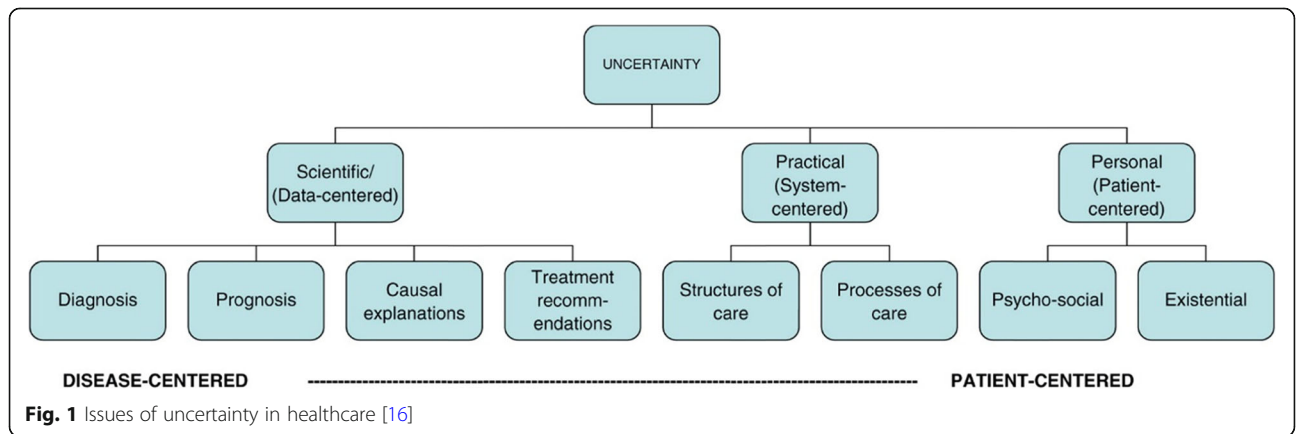 UNCERTAINTY
Scientific/
(Data-centered)
Practical
(System-
centered)
Personal
(Patient-
centered)
Diagnosis
Prognosis
Causal
explanations
Treatment
recomm-
endations
Structures of
care
Processes of
care
Psycho-social
Existential
DISEASE-CENTERED ------------------------------------------------------------------------------------------------ PATIENT-CENTERED
Fig. 1 Issues of uncertainty in healthcare [16]